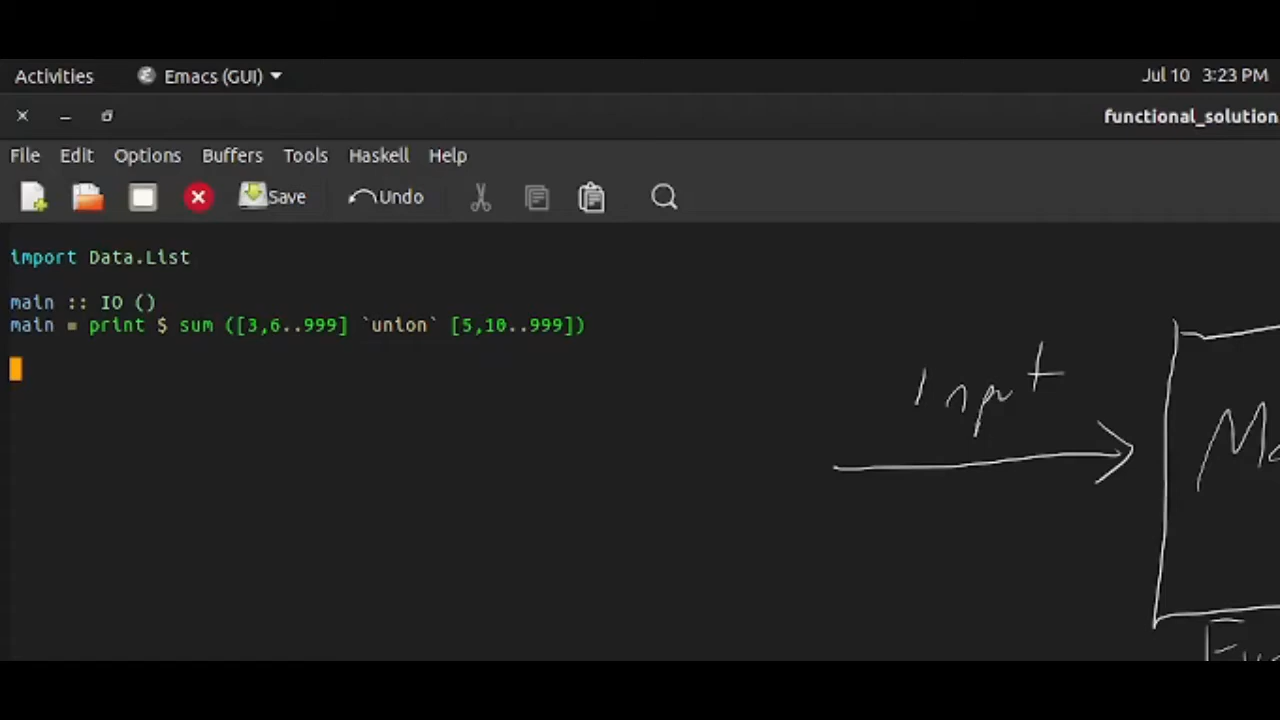 Activities Emacs (GUI) Jul 10 3:23 PM
functional_solution
File Edit Options Buffers Tools Haskell Help
Save Undo
import Data.List
main :: IO ()
main = print $ sum ([3,6..999] `union` [5,10..999])
Input